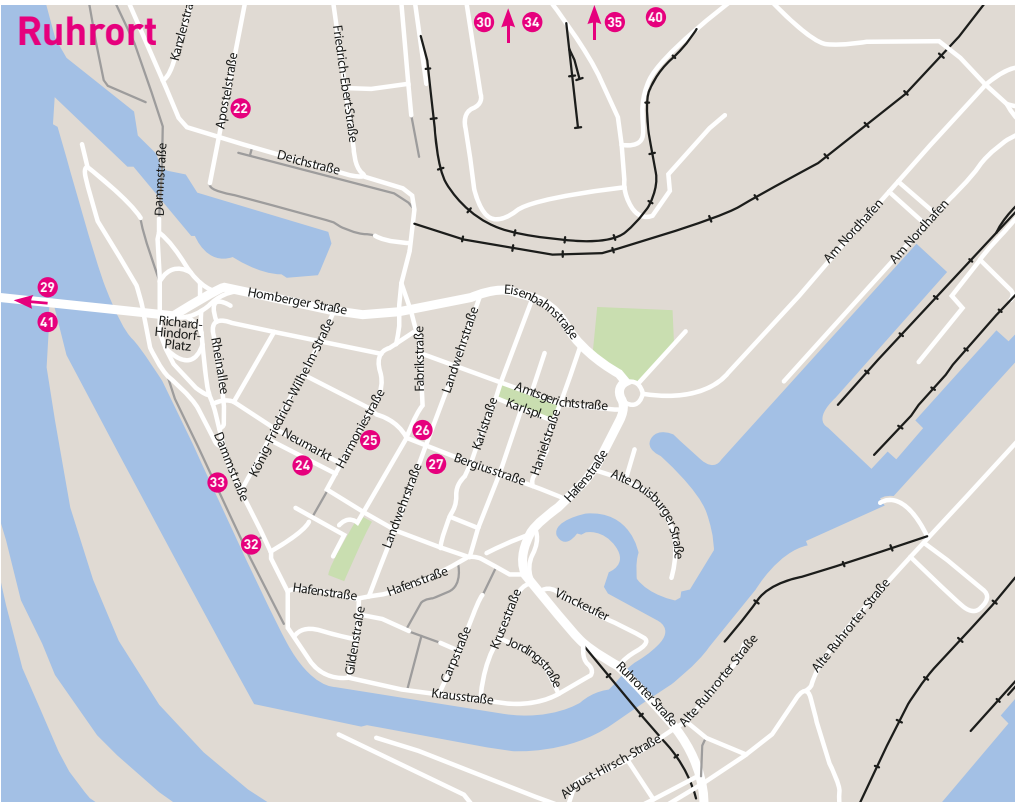 Ruhrort
30
34
35
40
Kanzlerstra
Apostelstraße
22
Friedrich-Ebert-Straße
Deichstraße
Dammstraße
Am Nordhafen
Am Nordhafen
29
41
Homberger Straße
Eisenbahnstraße
Richard-
Hindorf-
Platz
Rheinallee
König-Friedrich-Wilhelm-Straße
Fabrikstraße
Landwehrstraße
Amtsgerichtstraße
Karlspl.
Karlstraße
Hanielstraße
Harmoniestraße
Neumarkt
24
25
26
27
Bergiusstraße
Landwehrstraße
Hafenstraße
Alte Duisburger Straße
Dammstraße
33
32
Hafenstraße
Hafenstraße
Gildenstraße
Carpstraße
Krusestraße
Vinckeufer
Jordingstraße
Krausstraße
Ruhrorter Straße
Alte Ruhrorter Straße
Alte Ruhrorter Straße
August-Hirsch-Straße